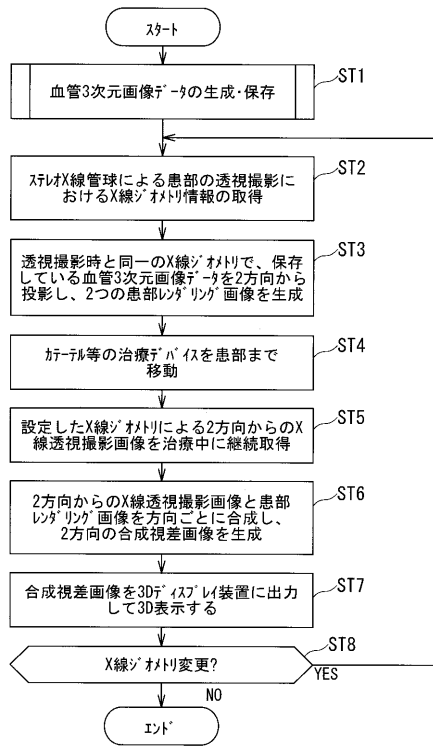 スタート
血管3次元画像データの生成・保存
ST1
ステレオX線管球による患部の透視撮影に
おけるX線ジオメトリ情報の取得
ST2
透視撮影時と同一のX線ジオメトリで、保存
している血管3次元画像データを2方向から
投影し、2つの患部レンダリング画像を生成
ST3
カテーテル等の治療デバイスを患部まで
移動
ST4
設定したX線ジオメトリによる2方向からのX
線透視撮影画像を治療中に継続取得
ST5
2方向からのX線透視撮影画像と患部
レンダリング画像を方向ごとに合成し、
2方向の合成視差画像を生成
ST6
合成視差画像を3Dディスプレイ装置に出力
して3D表示する
ST7
X線ジオメトリ変更?
ST8
YES
NO
エンド